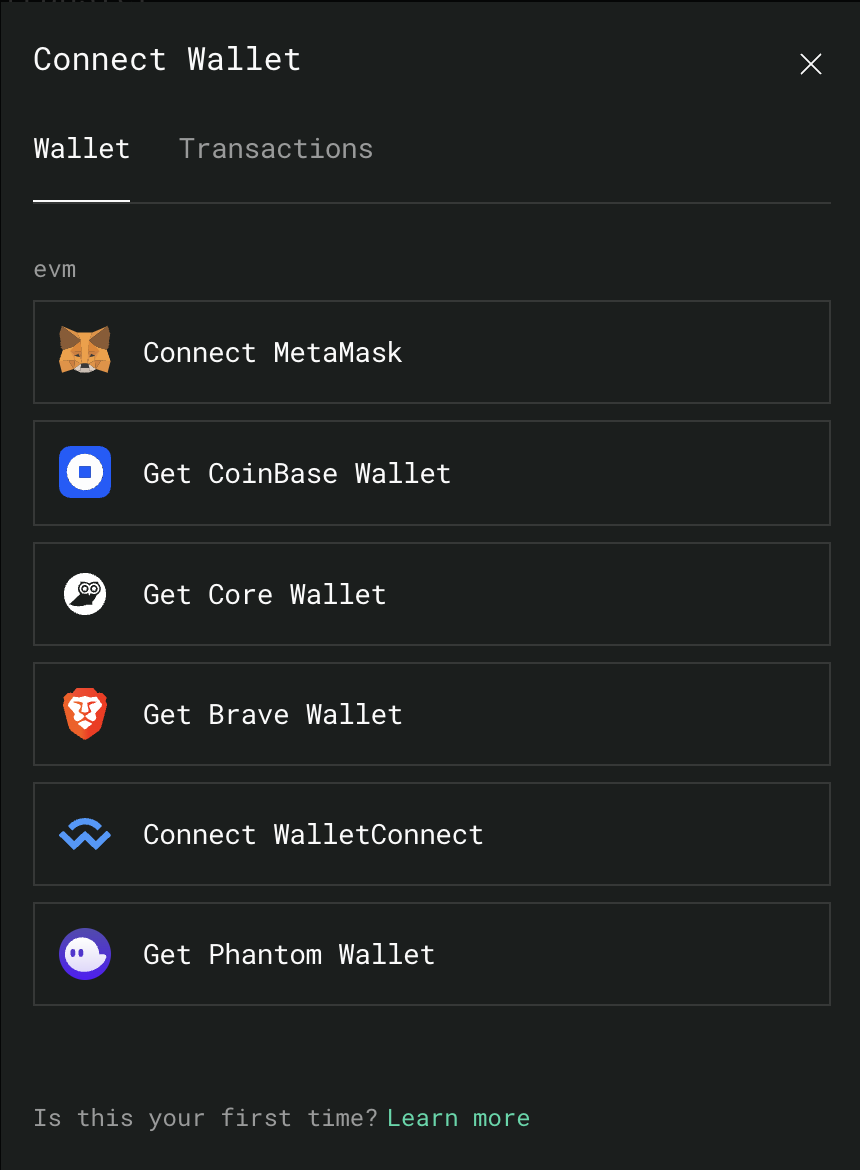 Connect Wallet
Wallet Transactions
evm
Connect MetaMask
Get CoinBase Wallet
Get Core Wallet
Get Brave Wallet
Connect WalletConnect
Get Phantom Wallet
Is this your first time? Learn more